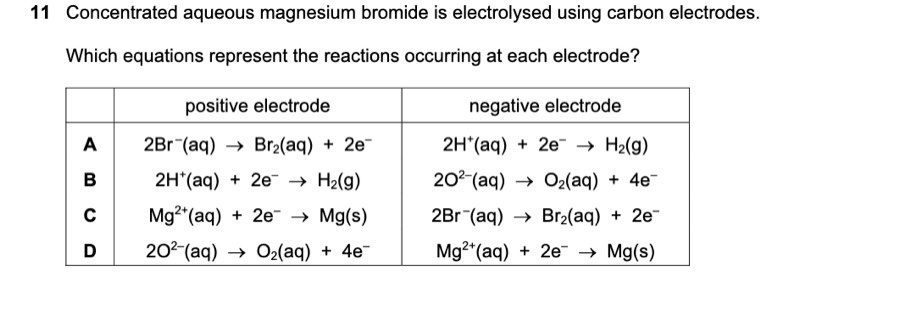 11 Concentrated aqueous magnesium bromide is electrolysed using carbon electrodes.
Which equations represent the reactions occurring at each electrode?
positive electrode negative electrode
A 2Br⁻(aq) → Br₂(aq) + 2e⁻ 2H⁺(aq) + 2e⁻ → H₂(g)
B 2H⁺(aq) + 2e⁻ → H₂(g) 2O²⁻(aq) → O₂(aq) + 4e⁻
C Mg²⁺(aq) + 2e⁻ → Mg(s) 2Br⁻(aq) → Br₂(aq) + 2e⁻
D 2O²⁻(aq) → O₂(aq) + 4e⁻ Mg²⁺(aq) + 2e⁻ → Mg(s)